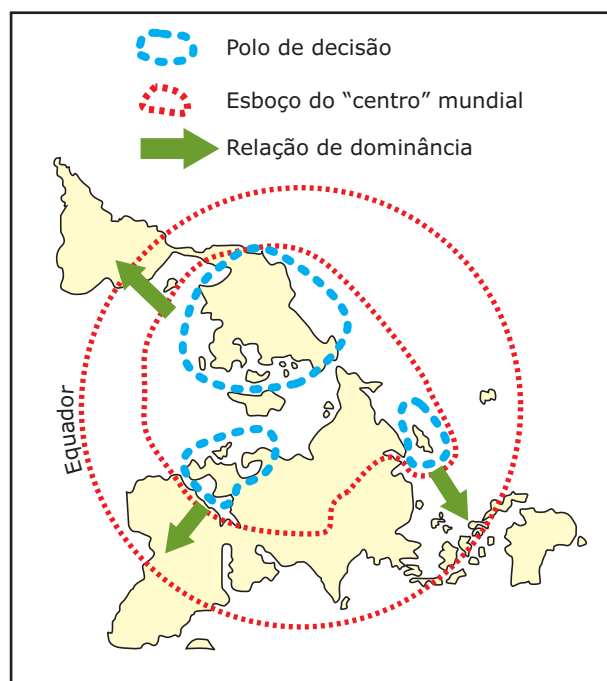 Polo de decisão
Esboço do “centro” mundial
Relação de dominância
Equador